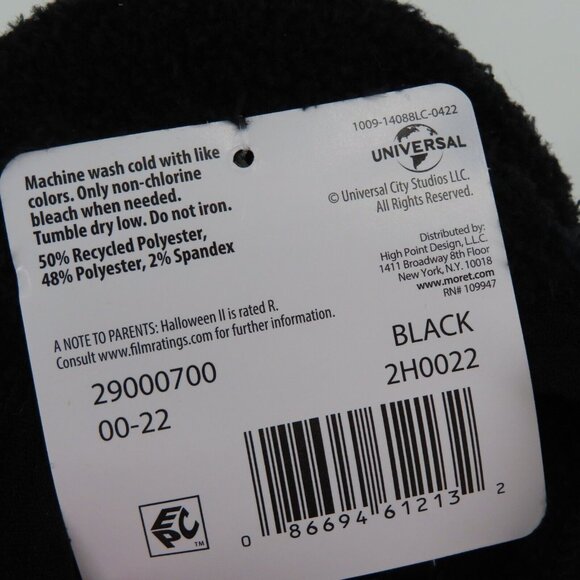 1009-14088LC-0422
UNIVERSAL
© Universal City Studios LLC.
All Rights Reserved.
Machine wash cold with like
colors. Only non-chlorine
bleach when needed.
Tumble dry low. Do not iron.
50% Recycled Polyester,
48% Polyester, 2% Spandex
Distributed by:
High Point Design, L.L.C.
1411 Broadway 8th Floor
New York, N.Y. 10018
www.moret.com
RN# 109947
A NOTE TO PARENTS: Halloween II is rated R.
Consult www.filmratings.com for further information.
29000700
00-22
BLACK
2H0022
EPC
TM
0 86694 61213 2